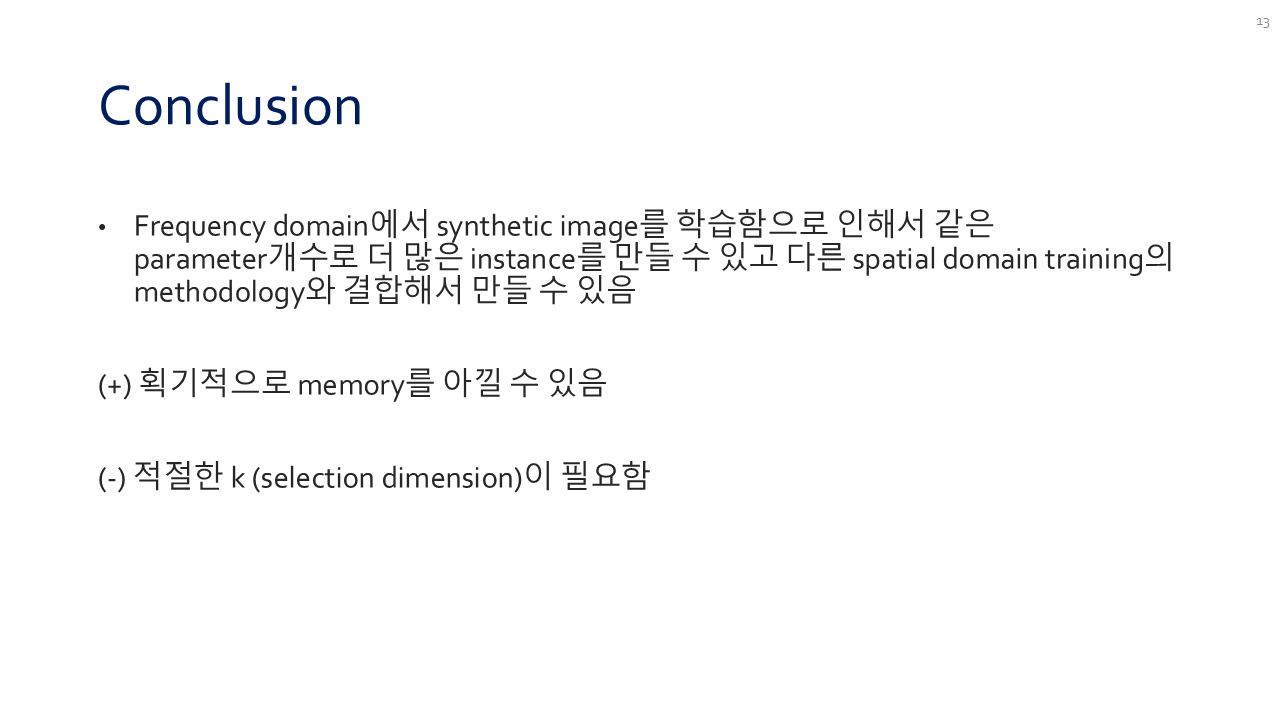 13
Conclusion
• Frequency domain에서 synthetic image를 학습함으로 인해서 같은
parameter개수로 더 많은 instance를 만들 수 있고 다른 spatial domain training의
methodology와 결합해서 만들 수 있음
(+) 획기적으로 memory를 아낄 수 있음
(-) 적절한 k (selection dimension)이 필요함